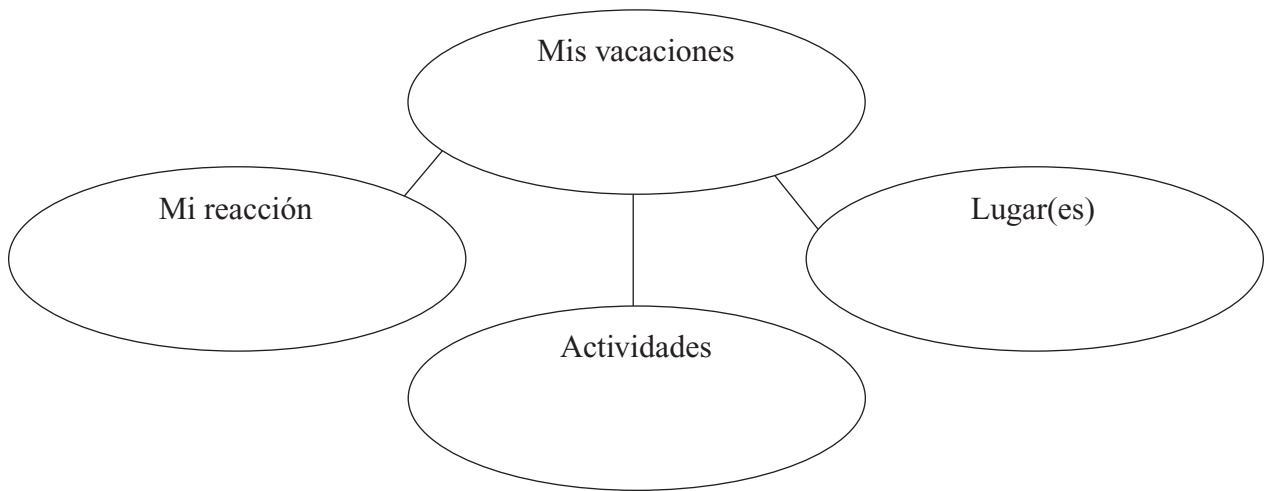 Mis vacaciones
Mi reacción
Lugar(es)
Actividades